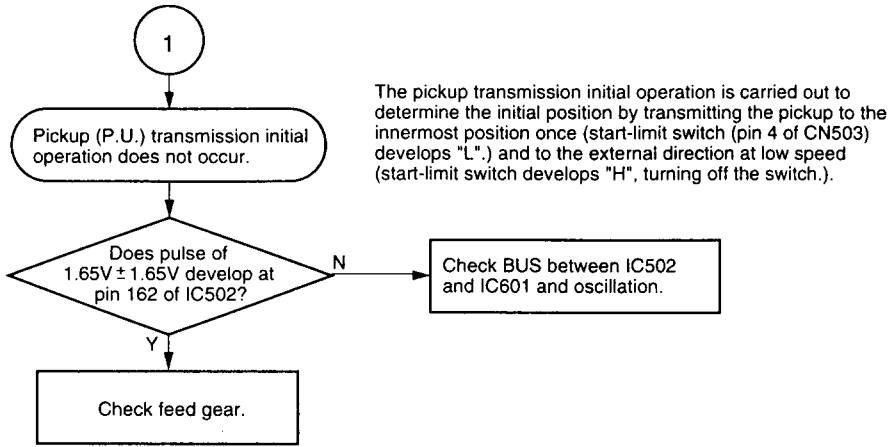 1
Pickup (P.U.) transmission initial
operation does not occur.
The pickup transmission initial operation is carried out to
determine the initial position by transmitting the pickup to the
innermost position once (start-limit switch (pin 4 of CN503)
develops "L".) and to the external direction at low speed
(start-limit switch develops "H", turning off the switch.).
Does pulse of
1.65V ± 1.65V develop at
pin 162 of IC502?
N
Check BUS between IC502
and IC601 and oscillation.
Y
Check feed gear.